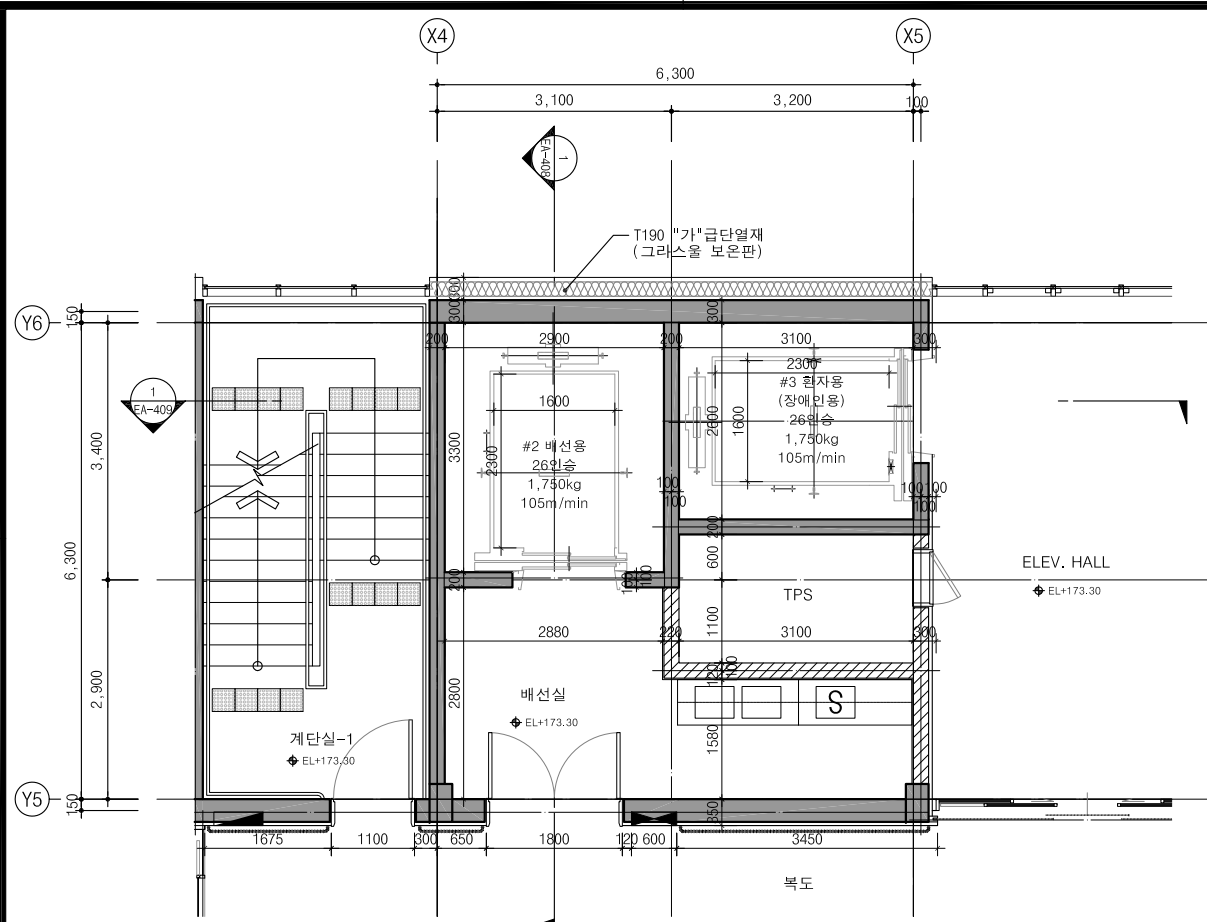 X4
X5
6,300
3,100
3,200
100
1
EA-408
T190 "가"급단열재
(그라스울 보온판)
300
300
300
Y6
150
200
2900
200
3100
300
2300
#3 환자용
(장애인용)
26인승
1,750kg
105m/min
2600
1600
1
EA-409
1600
#2 배선용
26인승
1,750kg
105m/min
3300
2300
3,400
100
100
100
100
100
200
6,300
600
200
100
100
ELEV. HALL
EL+173.30
TPS
1100
2880
220
3100
300
120
100
2,900
2800
배선실
EL+173.30
S
1580
계단실-1
EL+173.30
Y5
150
350
1675
1100
300
650
1800
120
600
3450
복도